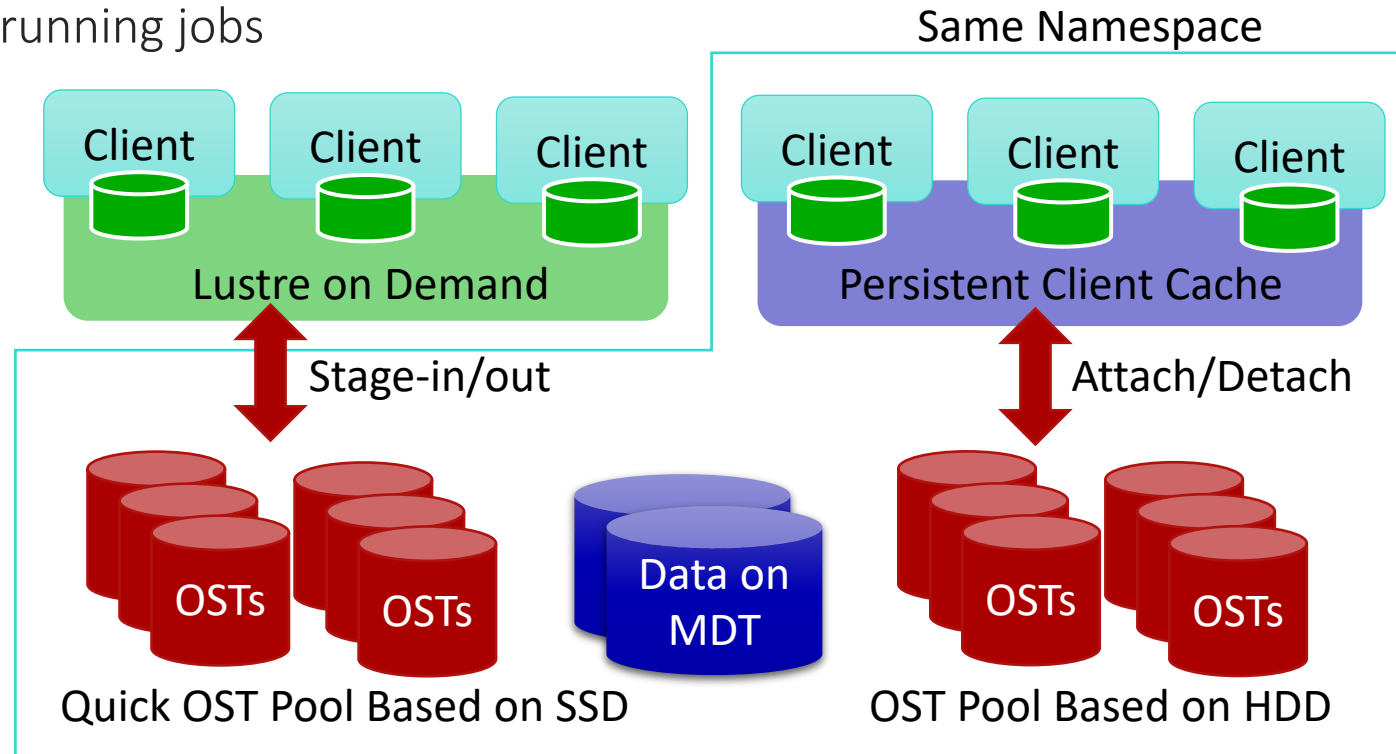 running jobs
Same Namespace
Client
Client
Client
Client
Client
Client
Lustre on Demand
Persistent Client Cache
Stage-in/out
Attach/Detach
OSTs
OSTs
Data on
MDT
OSTs
OSTs
Quick OST Pool Based on SSD
OST Pool Based on HDD